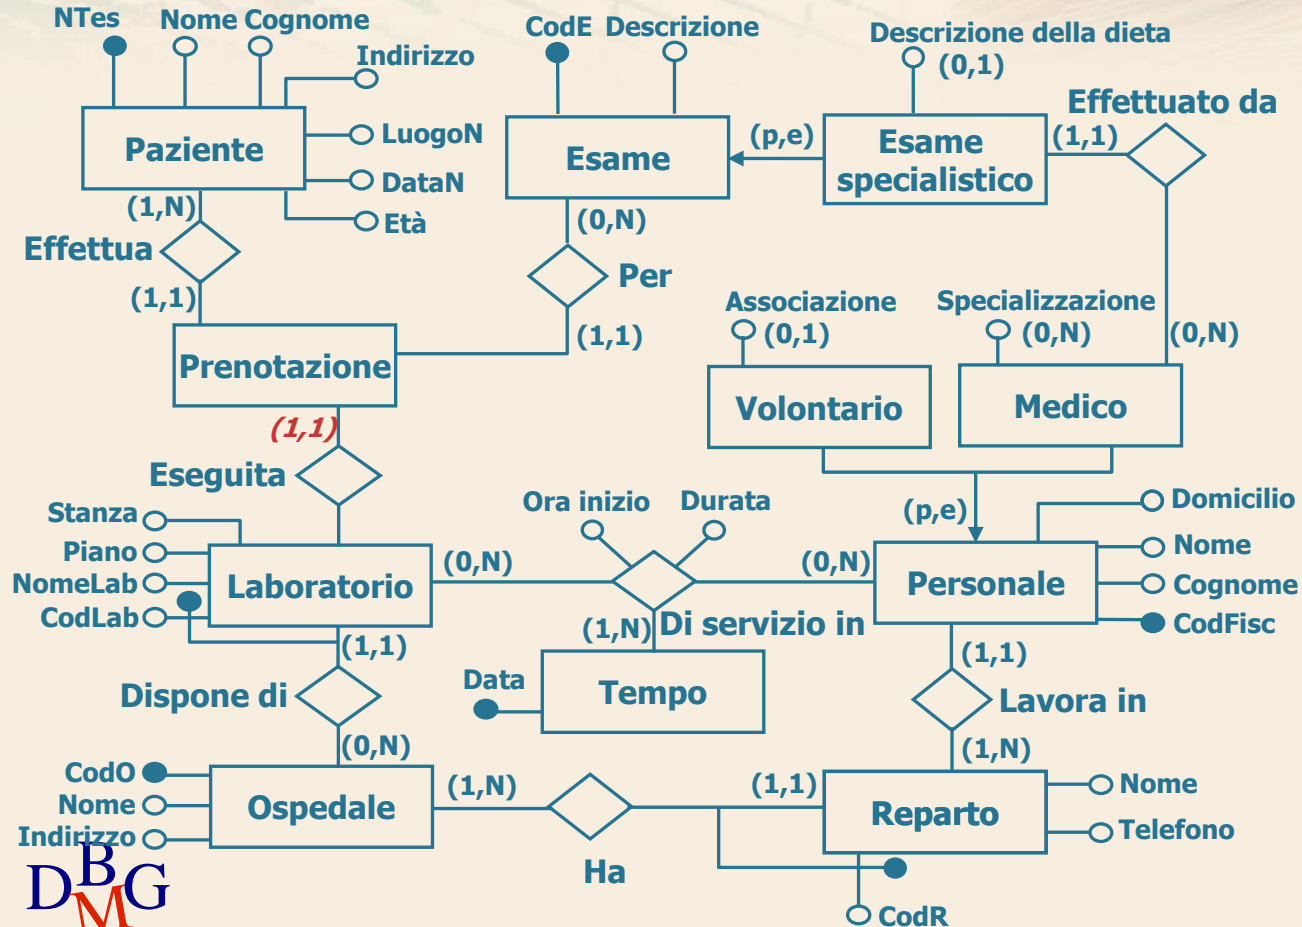 NTes
Nome Cognome
CodE Descrizione
Descrizione della dieta
(0,1)
Indirizzo
Effettuato da
Paziente
LuogoN
DataN
Età
Esame
(p,e)
Esame
specialistico
(1,1)
(1,N)
Effettua
(1,1)
(0,N)
Per
(1,1)
Associazione
(0,1)
Specializzazione
(0,N)
(0,N)
Prenotazione
Volontario
Medico
(1,1)
Eseguita
Stanza
Piano
NomeLab
CodLab
Laboratorio
(0,N)
Ora inizio
Durata
(0,N)
(p,e)
Personale
Domicilio
Nome
Cognome
CodFisc
(1,N)
Di servizio in
(1,1)
Dispone di
(0,N)
Data
Tempo
(1,1)
Lavora in
(1,N)
CodO
Nome
Indirizzo
Ospedale
(1,N)
Ha
(1,1)
Reparto
Nome
Telefono
CodR
DBMG